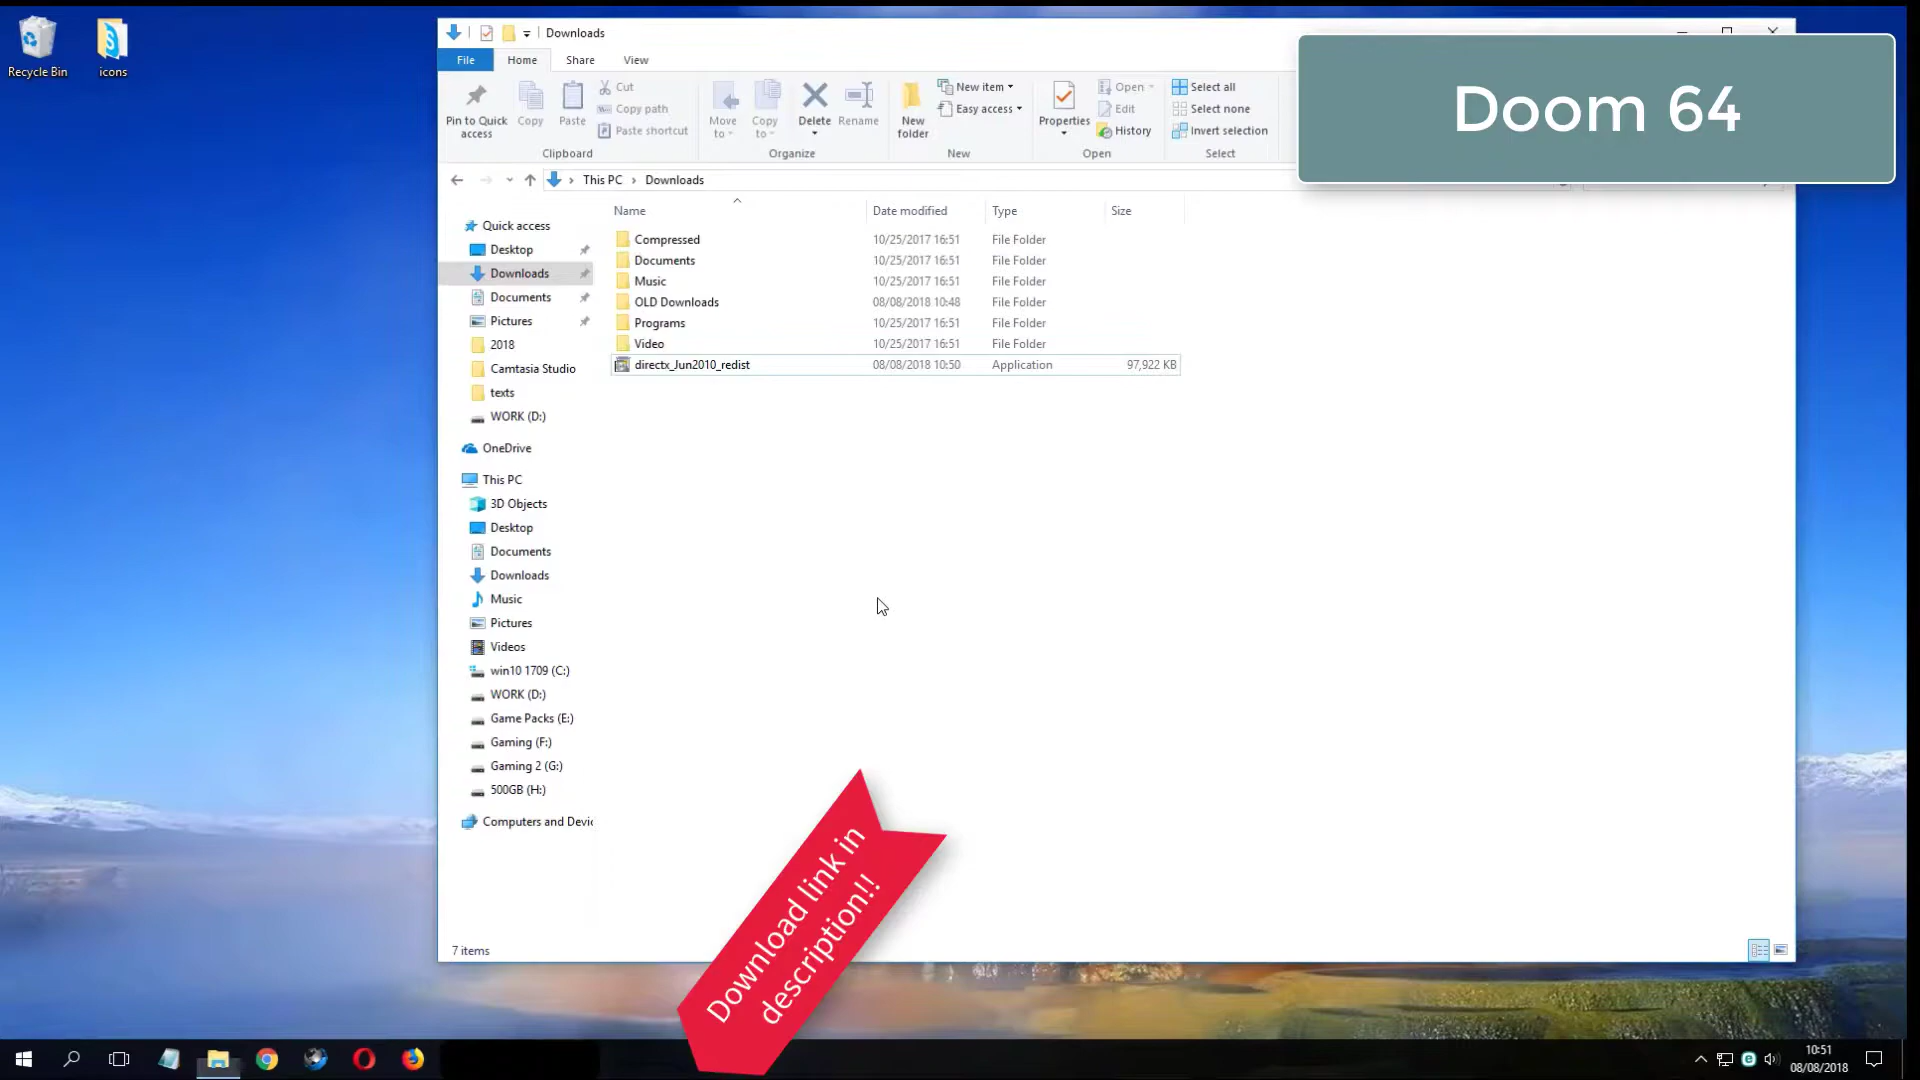 Recycle Bin
icons
Downloads
File
Home
Share
View
Doom 64
Pin to Quick
access
Copy
Paste
Cut
Copy path
Paste shortcut
Clipboard
Move
to
Copy
to
Delete
Rename
Organize
New
folder
New item
Easy access
New
Properties
Open
Edit
History
Open
Select all
Select none
Invert selection
Select
This PC
Downloads
Name
Date modified
Type
Size
Compressed 10/25/2017 16:51 File Folder
Documents 10/25/2017 16:51 File Folder
Music 10/25/2017 16:51 File Folder
OLD Downloads 08/08/2018 10:48 File Folder
Programs 10/25/2017 16:51 File Folder
Video 10/25/2017 16:51 File Folder
directx_Jun2010_redist 08/08/2018 10:50 Application 97,922 KB
Quick access
Desktop
Downloads
Documents
Pictures
2018
Camtasia Studio
texts
WORK (D:)
OneDrive
This PC
3D Objects
Desktop
Documents
Downloads
Music
Pictures
Videos
win10 1709 (C:)
WORK (D:)
Game Packs (E:)
Gaming (F:)
Gaming 2 (G:)
500GB (H:)
Computers and Devic
7 items
Download link in
description!!
10:51
08/08/2018